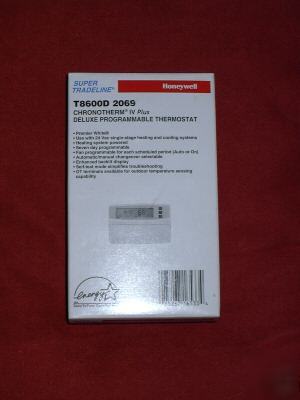 SUPER
TRADELINE®
Honeywell
T8600D 2069
CHRONOTHERM® IV Plus
DELUXE PROGRAMMABLE THERMOSTAT
• Premier White®
• Use with 24 Vac single-stage heating and cooling systems
• Heating system powered
• Seven day programmable
• Fan programmable for each scheduled period (Auto or On)
• Automatic/manual changeover selectable
• Enhanced backlit display
• Self-test mode simplifies troubleshooting
• OT terminals available for outdoor temperature sensing
capability
energy